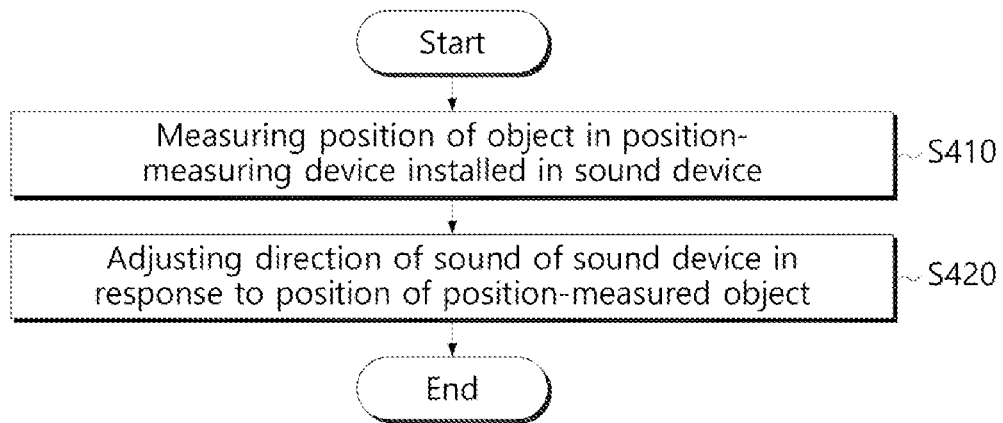 Start
Measuring position of object in position-
measuring device installed in sound device
S410
Adjusting direction of sound of sound device in
response to position of position-measured object
S420
End